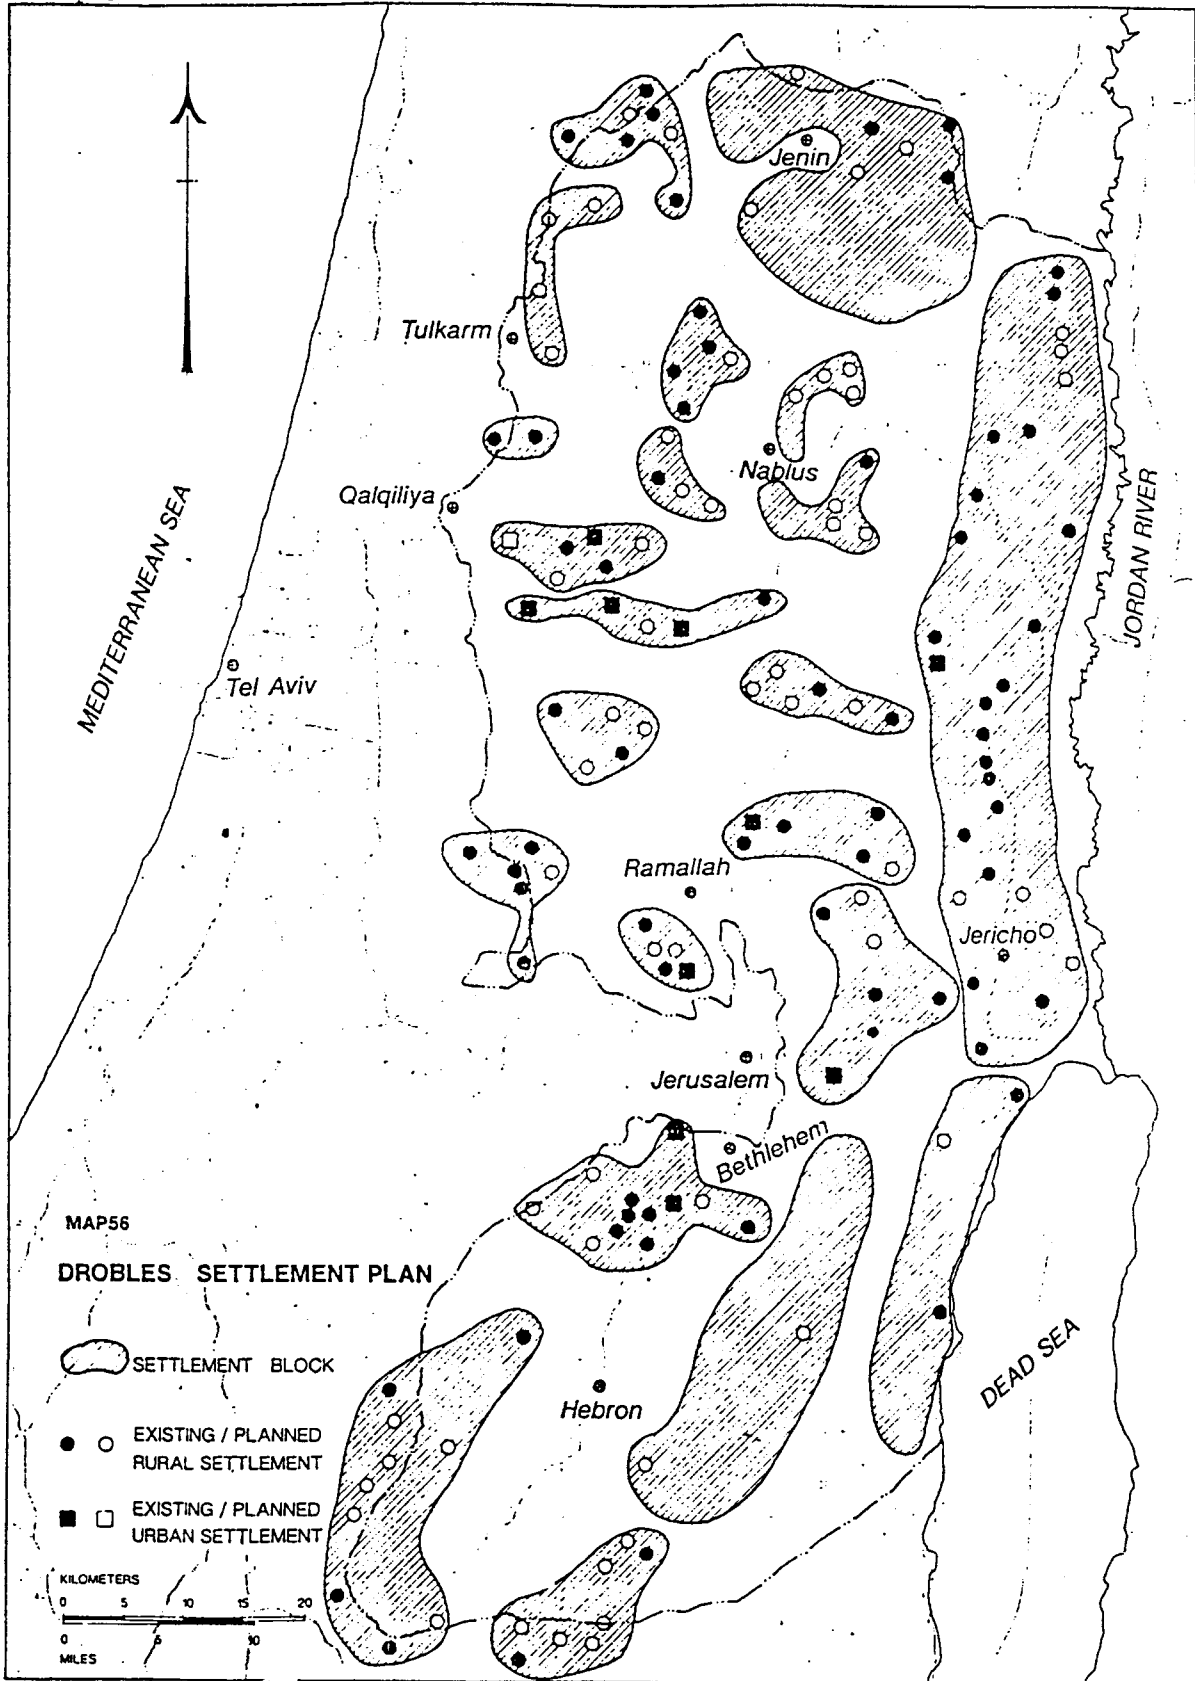 Jenin
Tulkarm
Nablus
Qalqiliya
MEDITERRANEAN SEA
JORDAN RIVER
Tel Aviv
Ramallah
Jericho
Jerusalem
Bethlehem
MAP56
DROBLES SETTLEMENT PLAN
SETTLEMENT BLOCK
DEAD SEA
Hebron
EXISTING / PLANNED
RURAL SETTLEMENT
EXISTING / PLANNED
URBAN SETTLEMENT
KILOMETERS
0 5 10 15 20
0 5 10
MILES